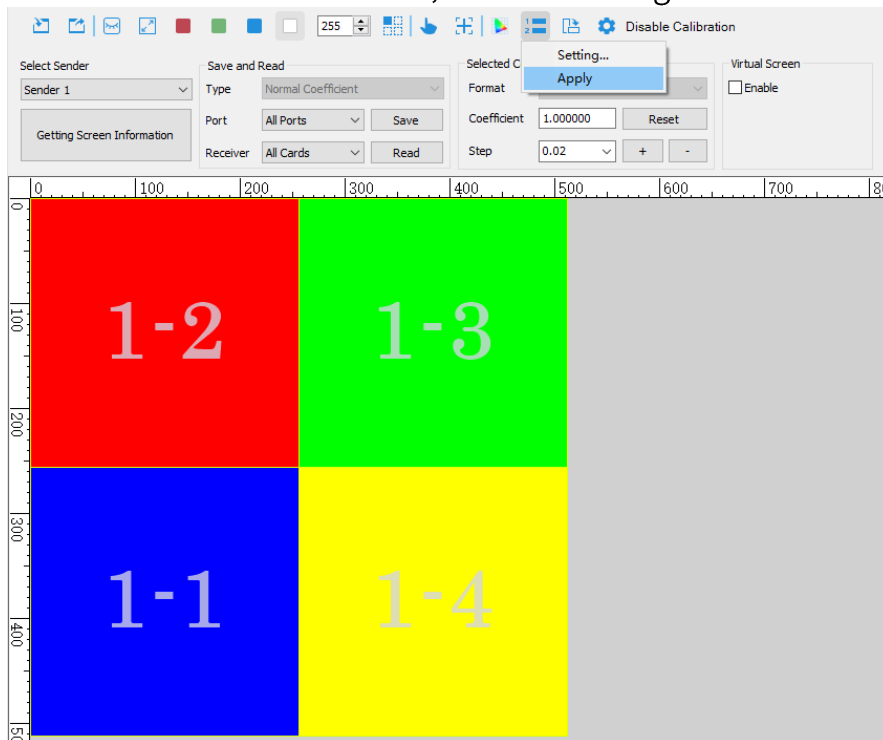 255 Disable Calibration
Setting...
Apply
Select Sender Save and Read Selected C Virtual Screen
Sender 1 Type Normal Coefficient Format Enable
Getting Screen Information Port All Ports Save Coefficient 1.000000 Reset
Receiver All Cards Read Step 0.02 + -
0 100 200 300 400 500 600 700 8
0
100
200
300
400
50
1-2 1-3
1-1 1-4